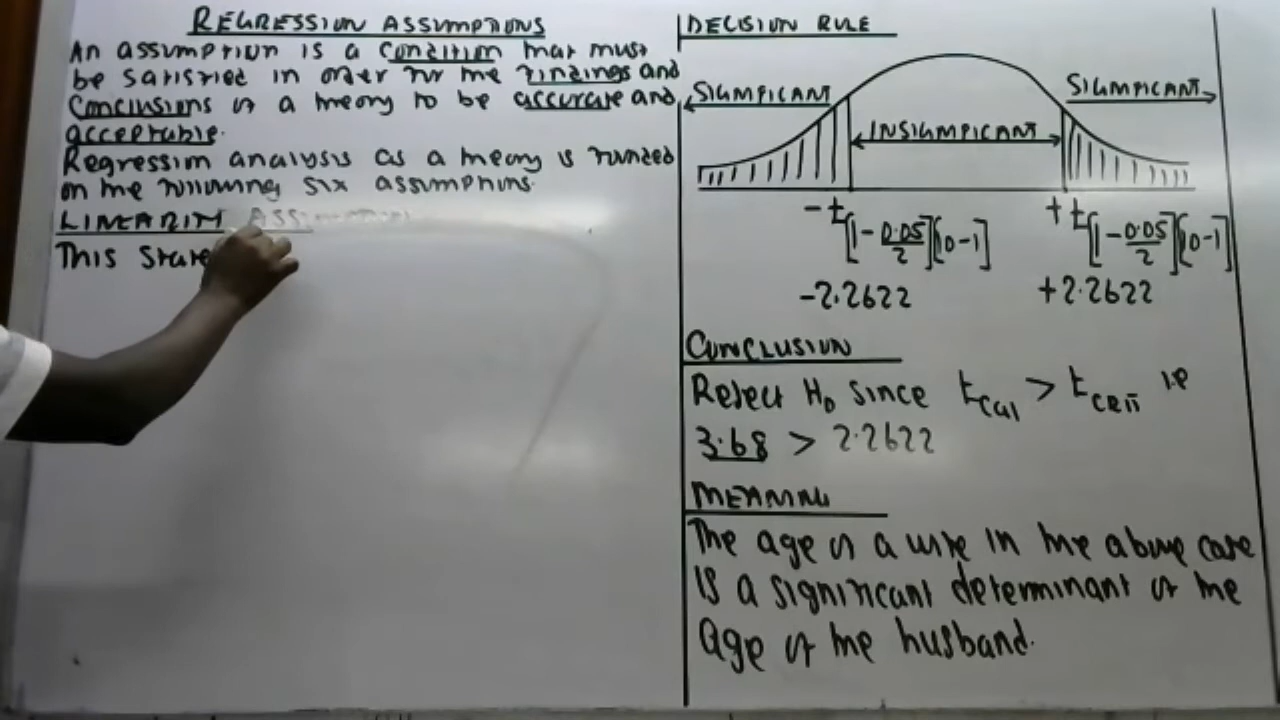 REGRESSION ASSUMPTIONS
An assumption is a condition that must
be satisfied in order for the findings and
conclusions of a theory to be accurate and
acceptable.
Regression analysis as a theory is funded
on the following six assumptions.
LINEARITY ASSUMPTION
This state
DECISION RULE
SIGNIFICANT
SIGNIFICANT
INSIGNIFICANT
-t[1-0.05/2][10-1]
+t[1-0.05/2][10-1]
-2.2622
+2.2622
CONCLUSION
Reject H0 since tcal > tcrit i.e
3.68 > 2.2622
MEANING
The age of a wife in the above case
is a significant determinant of the
age of the husband.